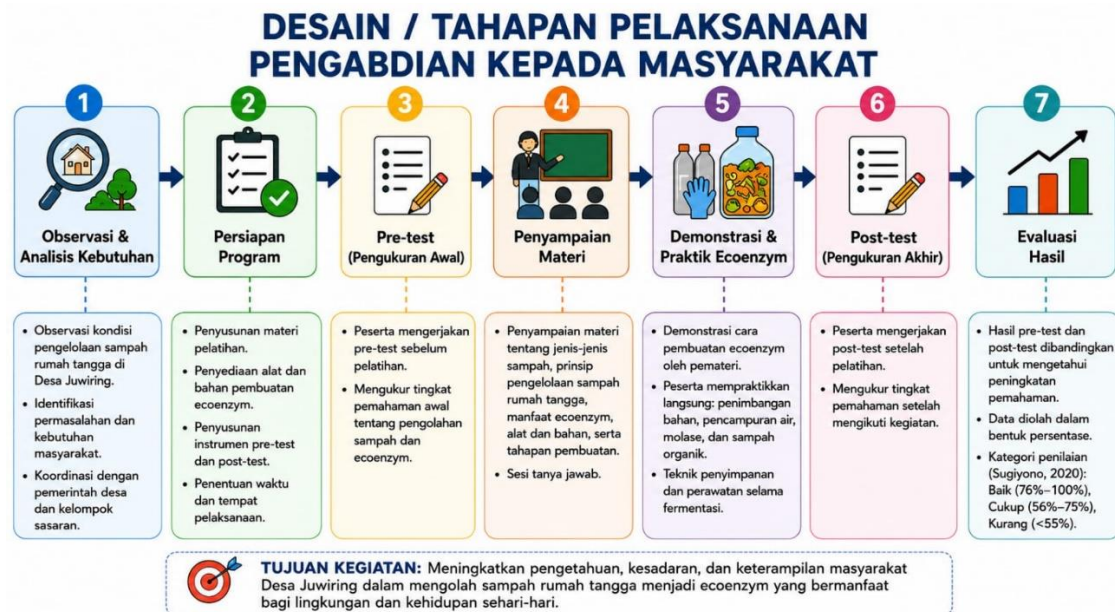 DESAIN / TAHAPAN PELAKSANAAN
PENGABDIAN KEPADA MASYARAKAT
1
Observasi &
Analisis Kebutuhan
• Observasi kondisi
pengelolaan sampah
rumah tangga di
Desa Juwiring.
• Identifikasi
permasalahan dan
kebutuhan
masyarakat.
• Koordinasi dengan
pemerintah desa
dan kelompok
sasaran.
2
Persiapan
Program
• Penyusunan materi
pelatihan.
• Penyediaan alat dan
bahan pembuatan
ecoenzym.
• Penyusunan
instrumen pre-test
dan post-test.
• Penentuan waktu
dan tempat
pelaksanaan.
3
Pre-test
(Pengukuran Awal)
• Peserta mengerjakan
pre-test sebelum
pelatihan.
• Mengukur tingkat
pemahaman awal
tentang pengolahan
sampah dan
ecoenzym.
4
Penyampaian
Materi
• Penyampaian materi
tentang jenis-jenis
sampah, prinsip
pengelolaan sampah
rumah tangga,
manfaat ecoenzym,
alat dan bahan, serta
tahapan pembuatan.
• Sesi tanya jawab.
5
Demonstrasi &
Praktik Ecoenzym
• Demonstrasi cara
pembuatan ecoenzym
oleh pemateri.
• Peserta mempraktikkan
langsung: penimbangan
bahan, pencampuran air,
molase, dan sampah
organik.
• Teknik penyimpanan
dan perawatan selama
fermentasi.
6
Post-test
(Pengukuran Akhir)
• Peserta mengerjakan
post-test setelah
pelatihan.
• Mengukur tingkat
pemahaman setelah
mengikuti kegiatan.
7
Evaluasi
Hasil
• Hasil pre-test dan
post-test dibandingkan
untuk mengetahui
peningkatan
pemahaman.
• Data diolah dalam
bentuk persentase.
• Kategori penilaian
(Sugiyono, 2020):
Baik (76%–100%),
Cukup (56%–75%),
Kurang (<55%).
TUJUAN KEGIATAN: Meningkatkan pengetahuan, kesadaran, dan keterampilan masyarakat
Desa Juwiring dalam mengolah sampah rumah tangga menjadi ecoenzym yang bermanfaat
bagi lingkungan dan kehidupan sehari-hari.